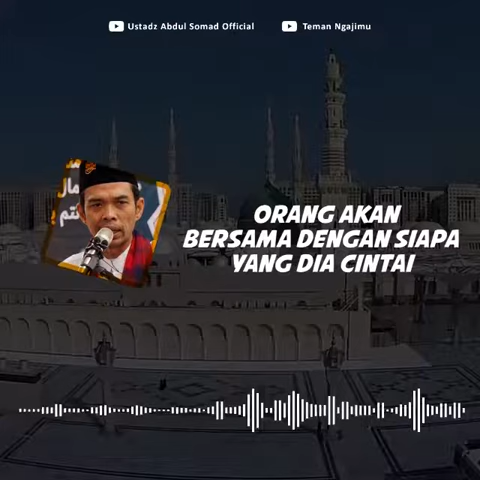 Ustadz Abdul Somad Official
Teman Ngajimu
ORANG AKAN
BERSAMA DENGAN SIAPA
YANG DIA CINTAI